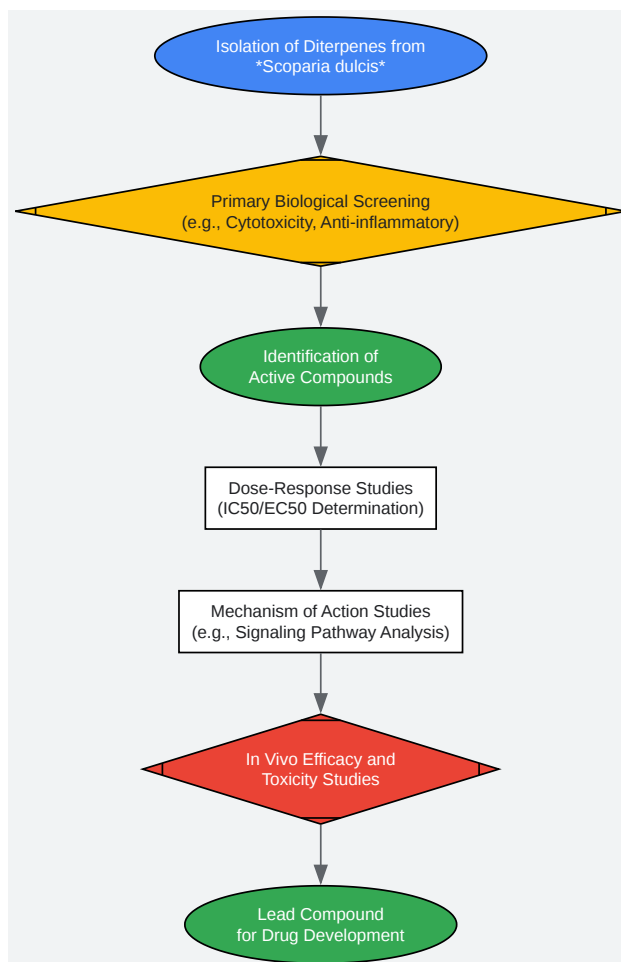 Isolation of Diterpenes from
*Scoparia dulcis*
Primary Biological Screening
(e.g., Cytotoxicity, Anti-inflammatory)
Identification of
Active Compounds
Dose-Response Studies
(IC50/EC50 Determination)
Mechanism of Action Studies
(e.g., Signaling Pathway Analysis)
In Vivo Efficacy and
Toxicity Studies
Lead Compound
for Drug Development